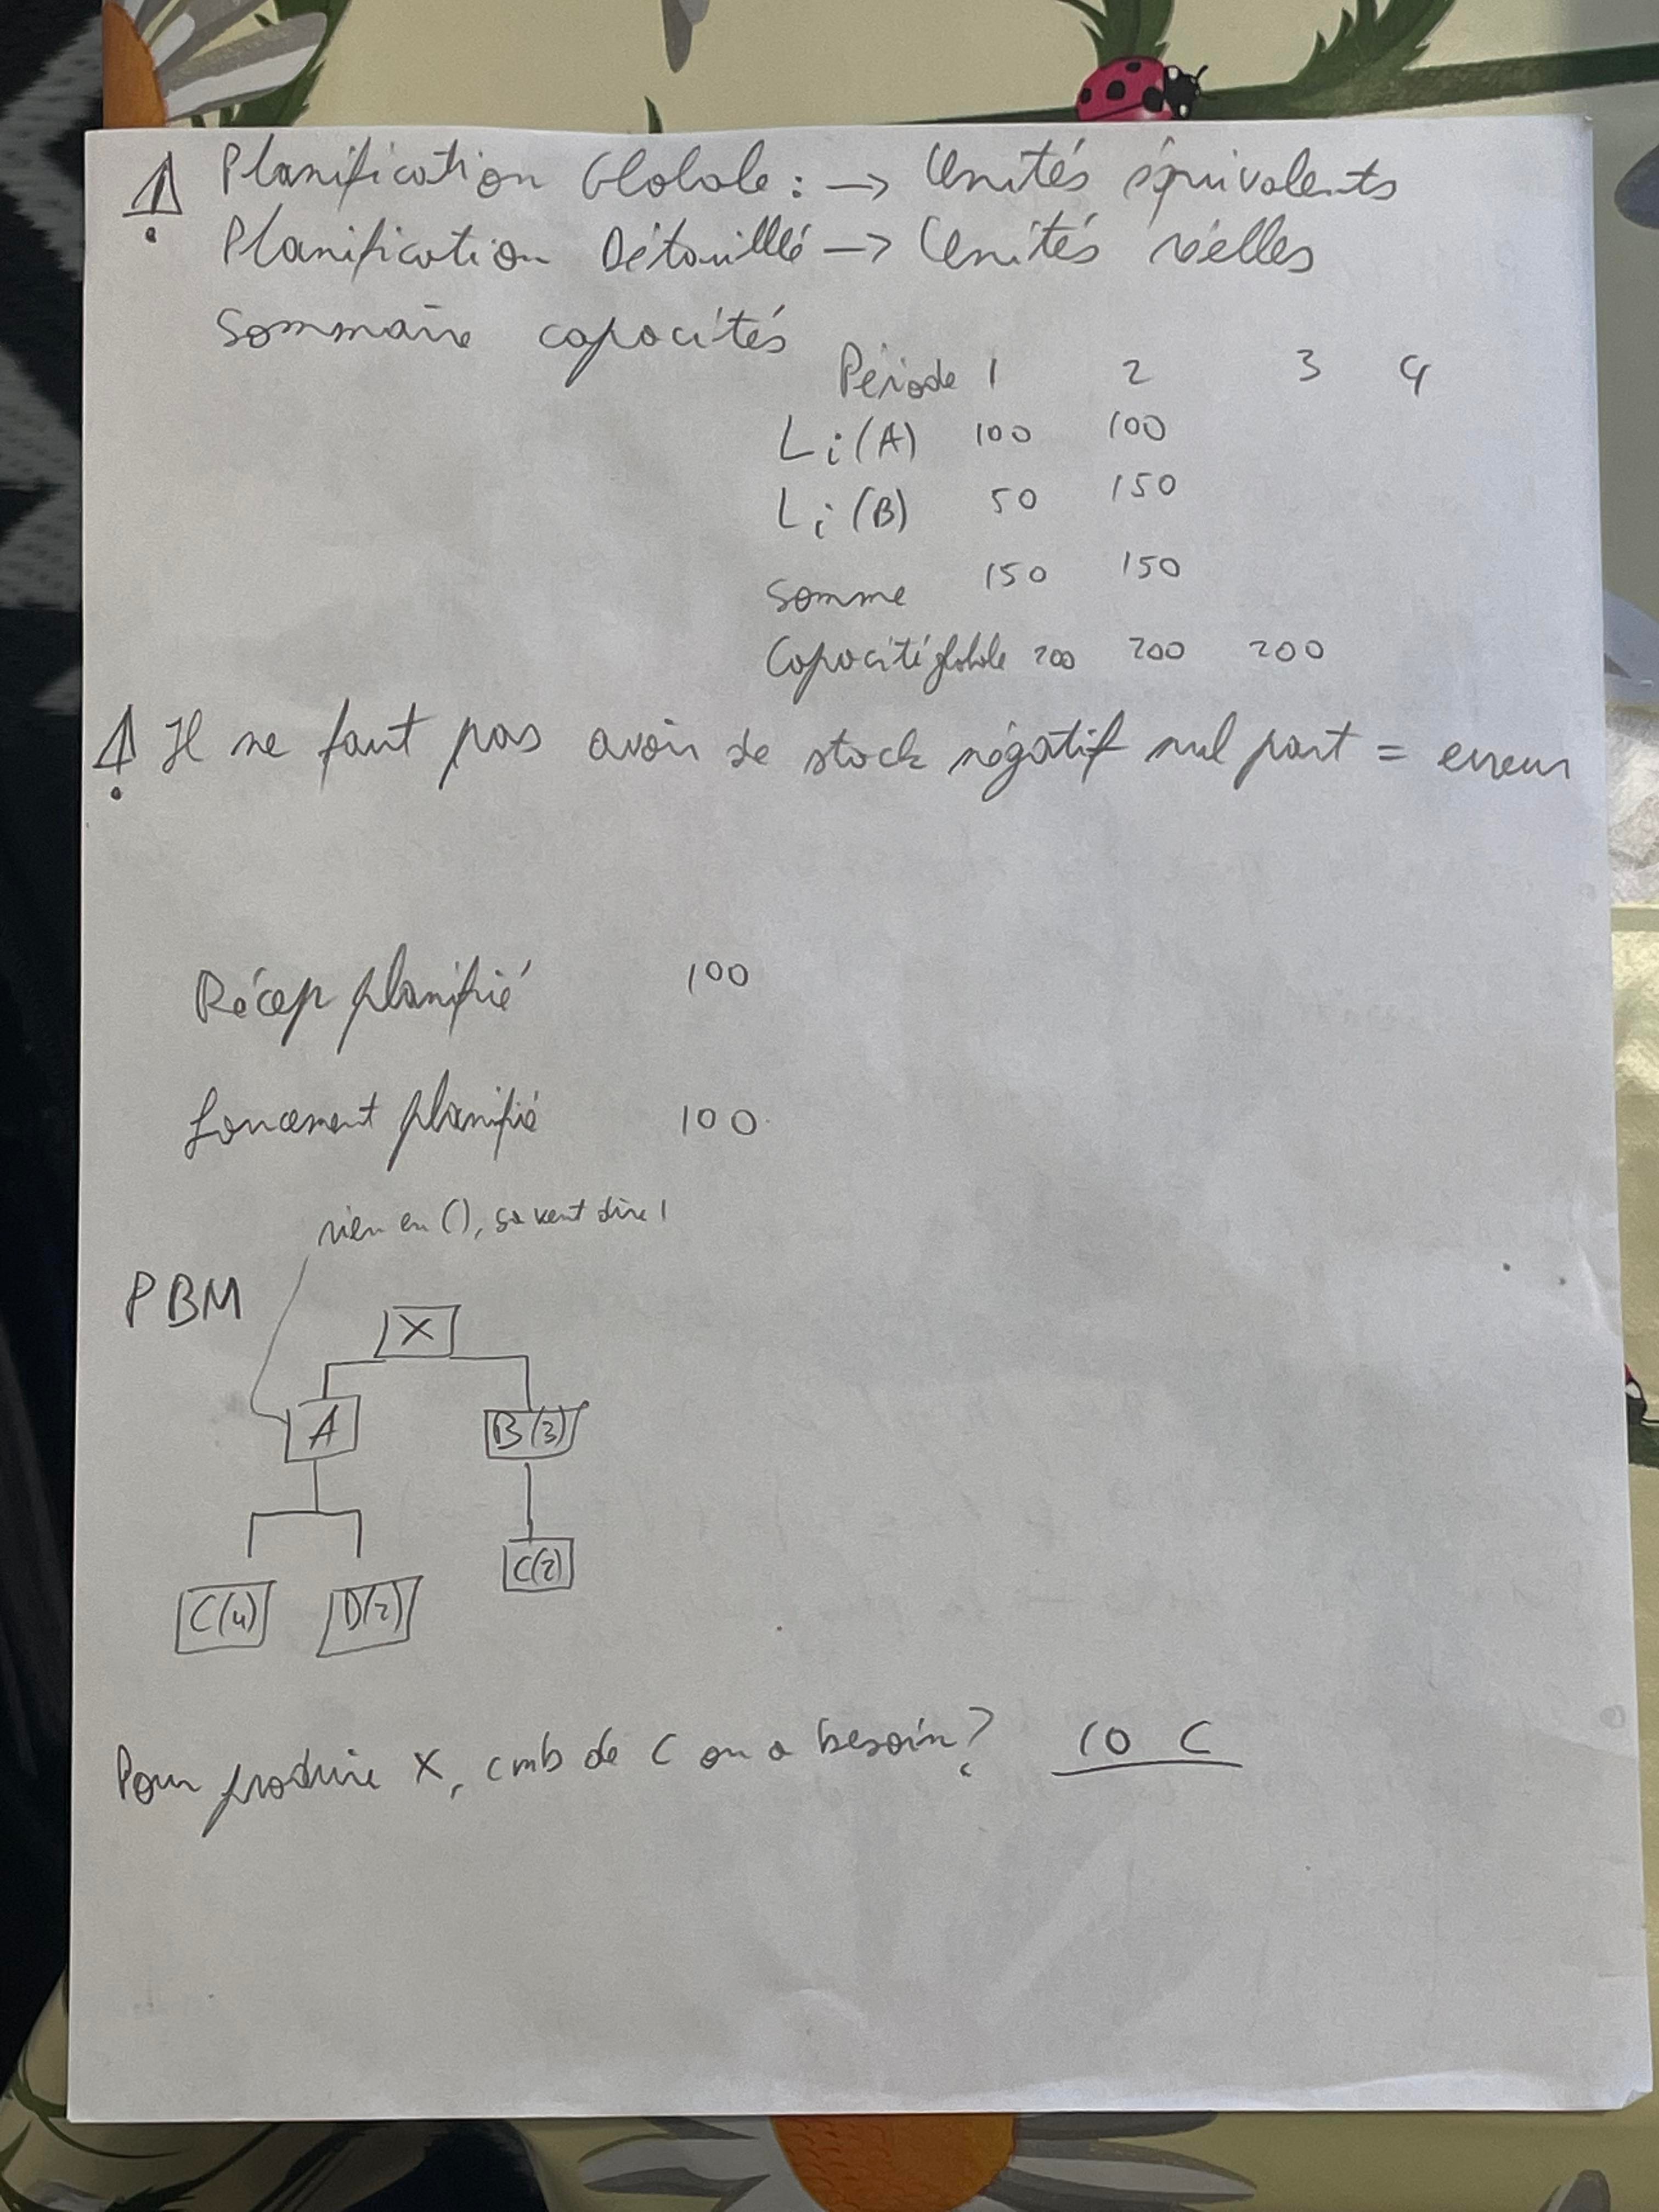 ⚠ Planification Globale : → Unités équivalents
Planification Détaillé → Unités réelles
Sommaire capacités
Période 1 2 3 4
Li(A) 100 100
Li(B) 50 150
Somme 150 150
Capacité globale 200 200 200
⚠ Il ne faut pas avoir de stock négatif nul part = erreur
Récep planifié 100
Lancement planifié 100
rien en (), sa veut dire 1
PBM
X
A B(3)
C(2)
C(4) D(2)
Pour produire X, cmb de C on a besoin? 10 C